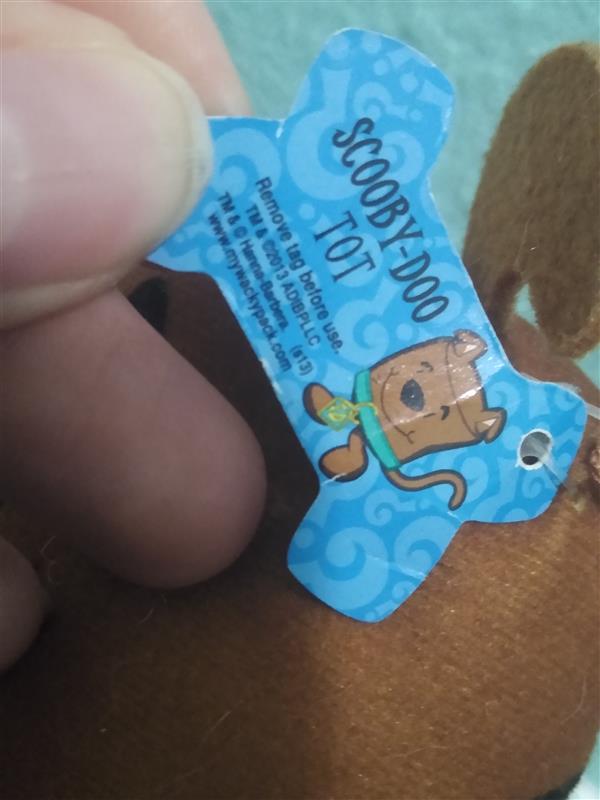 SCOOBY-DOO
TOT
Remove tag before use.
TM & ©2013 ADIBPLLC
TM & © Hanna-Barbera. (s13)
www.mywackypack.com